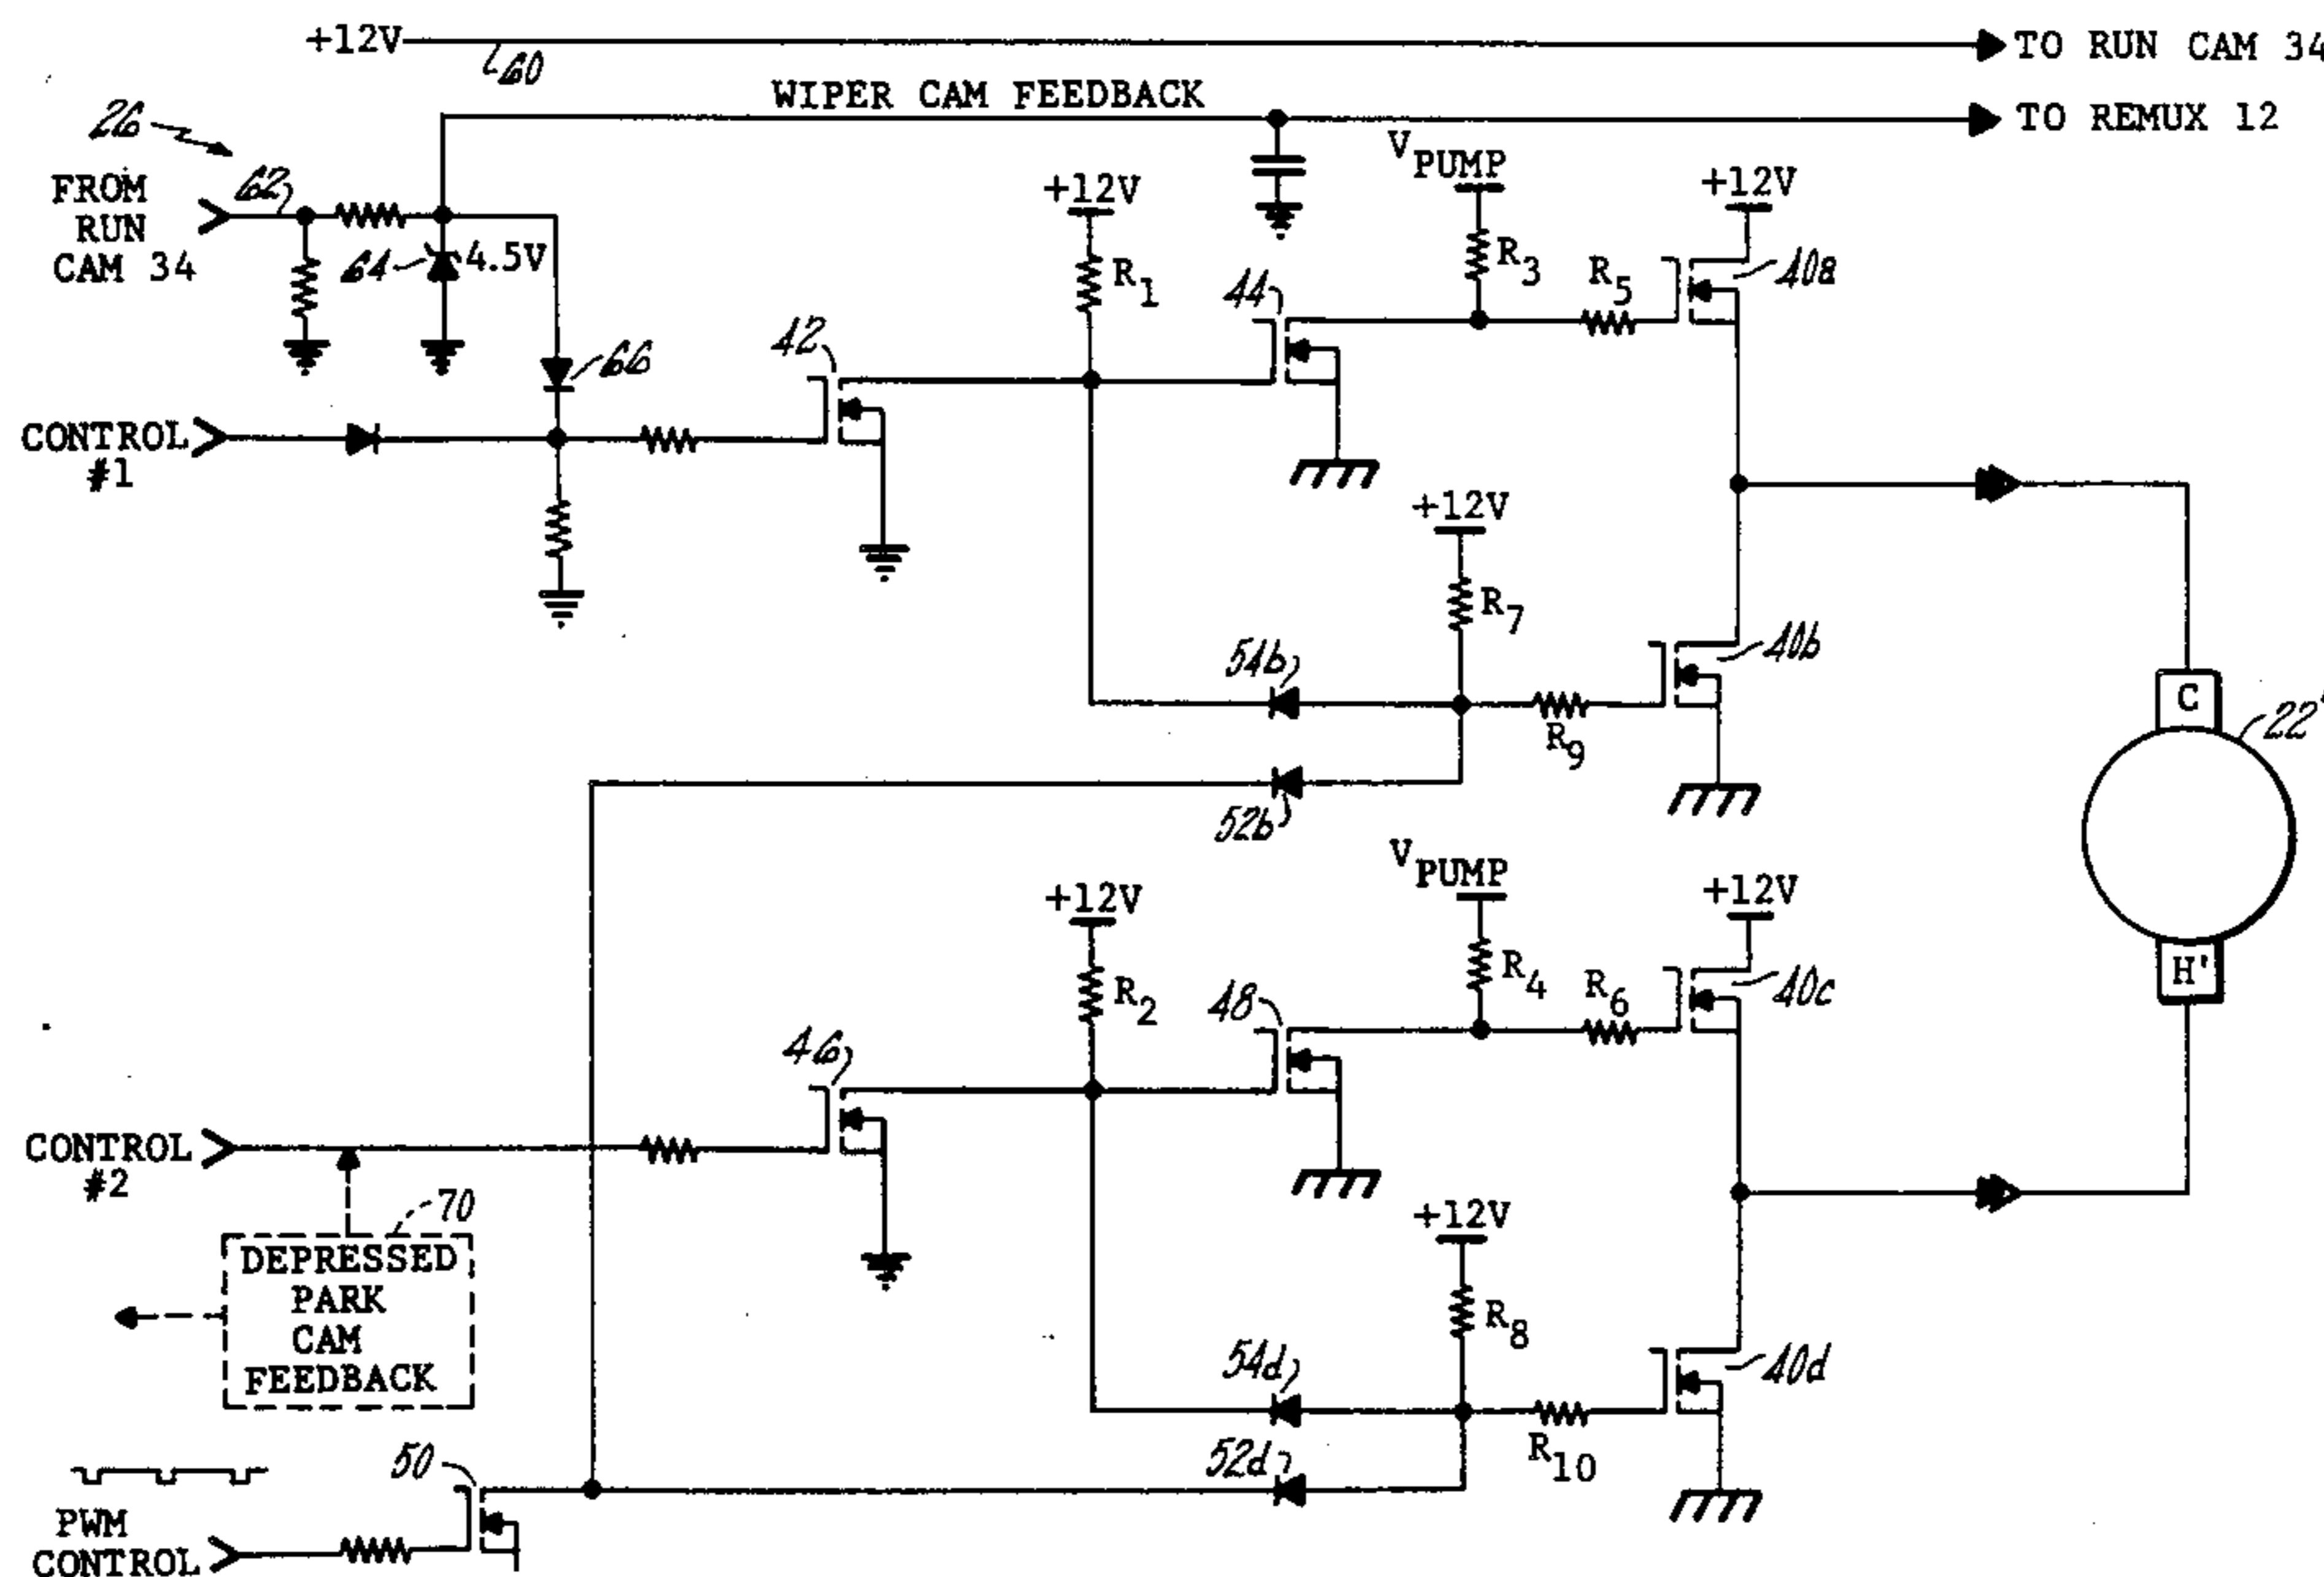 +12V
60
TO RUN CAM 34
WIPER CAM FEEDBACK
TO REMUX 12
26
FROM
RUN
CAM 34
62
64
4.5V
66
CONTROL
#1
42
+12V
R1
44
VPUMP
R3
R5
+12V
40a
+12V
R7
54b
52b
R9
40b
C
22'
H'
VPUMP
+12V
R2
R4
R6
+12V
40c
46
48
CONTROL
#2
70
DEPRESSED
PARK
CAM
FEEDBACK
+12V
R8
54d
52d
R10
40d
50
PWM
CONTROL